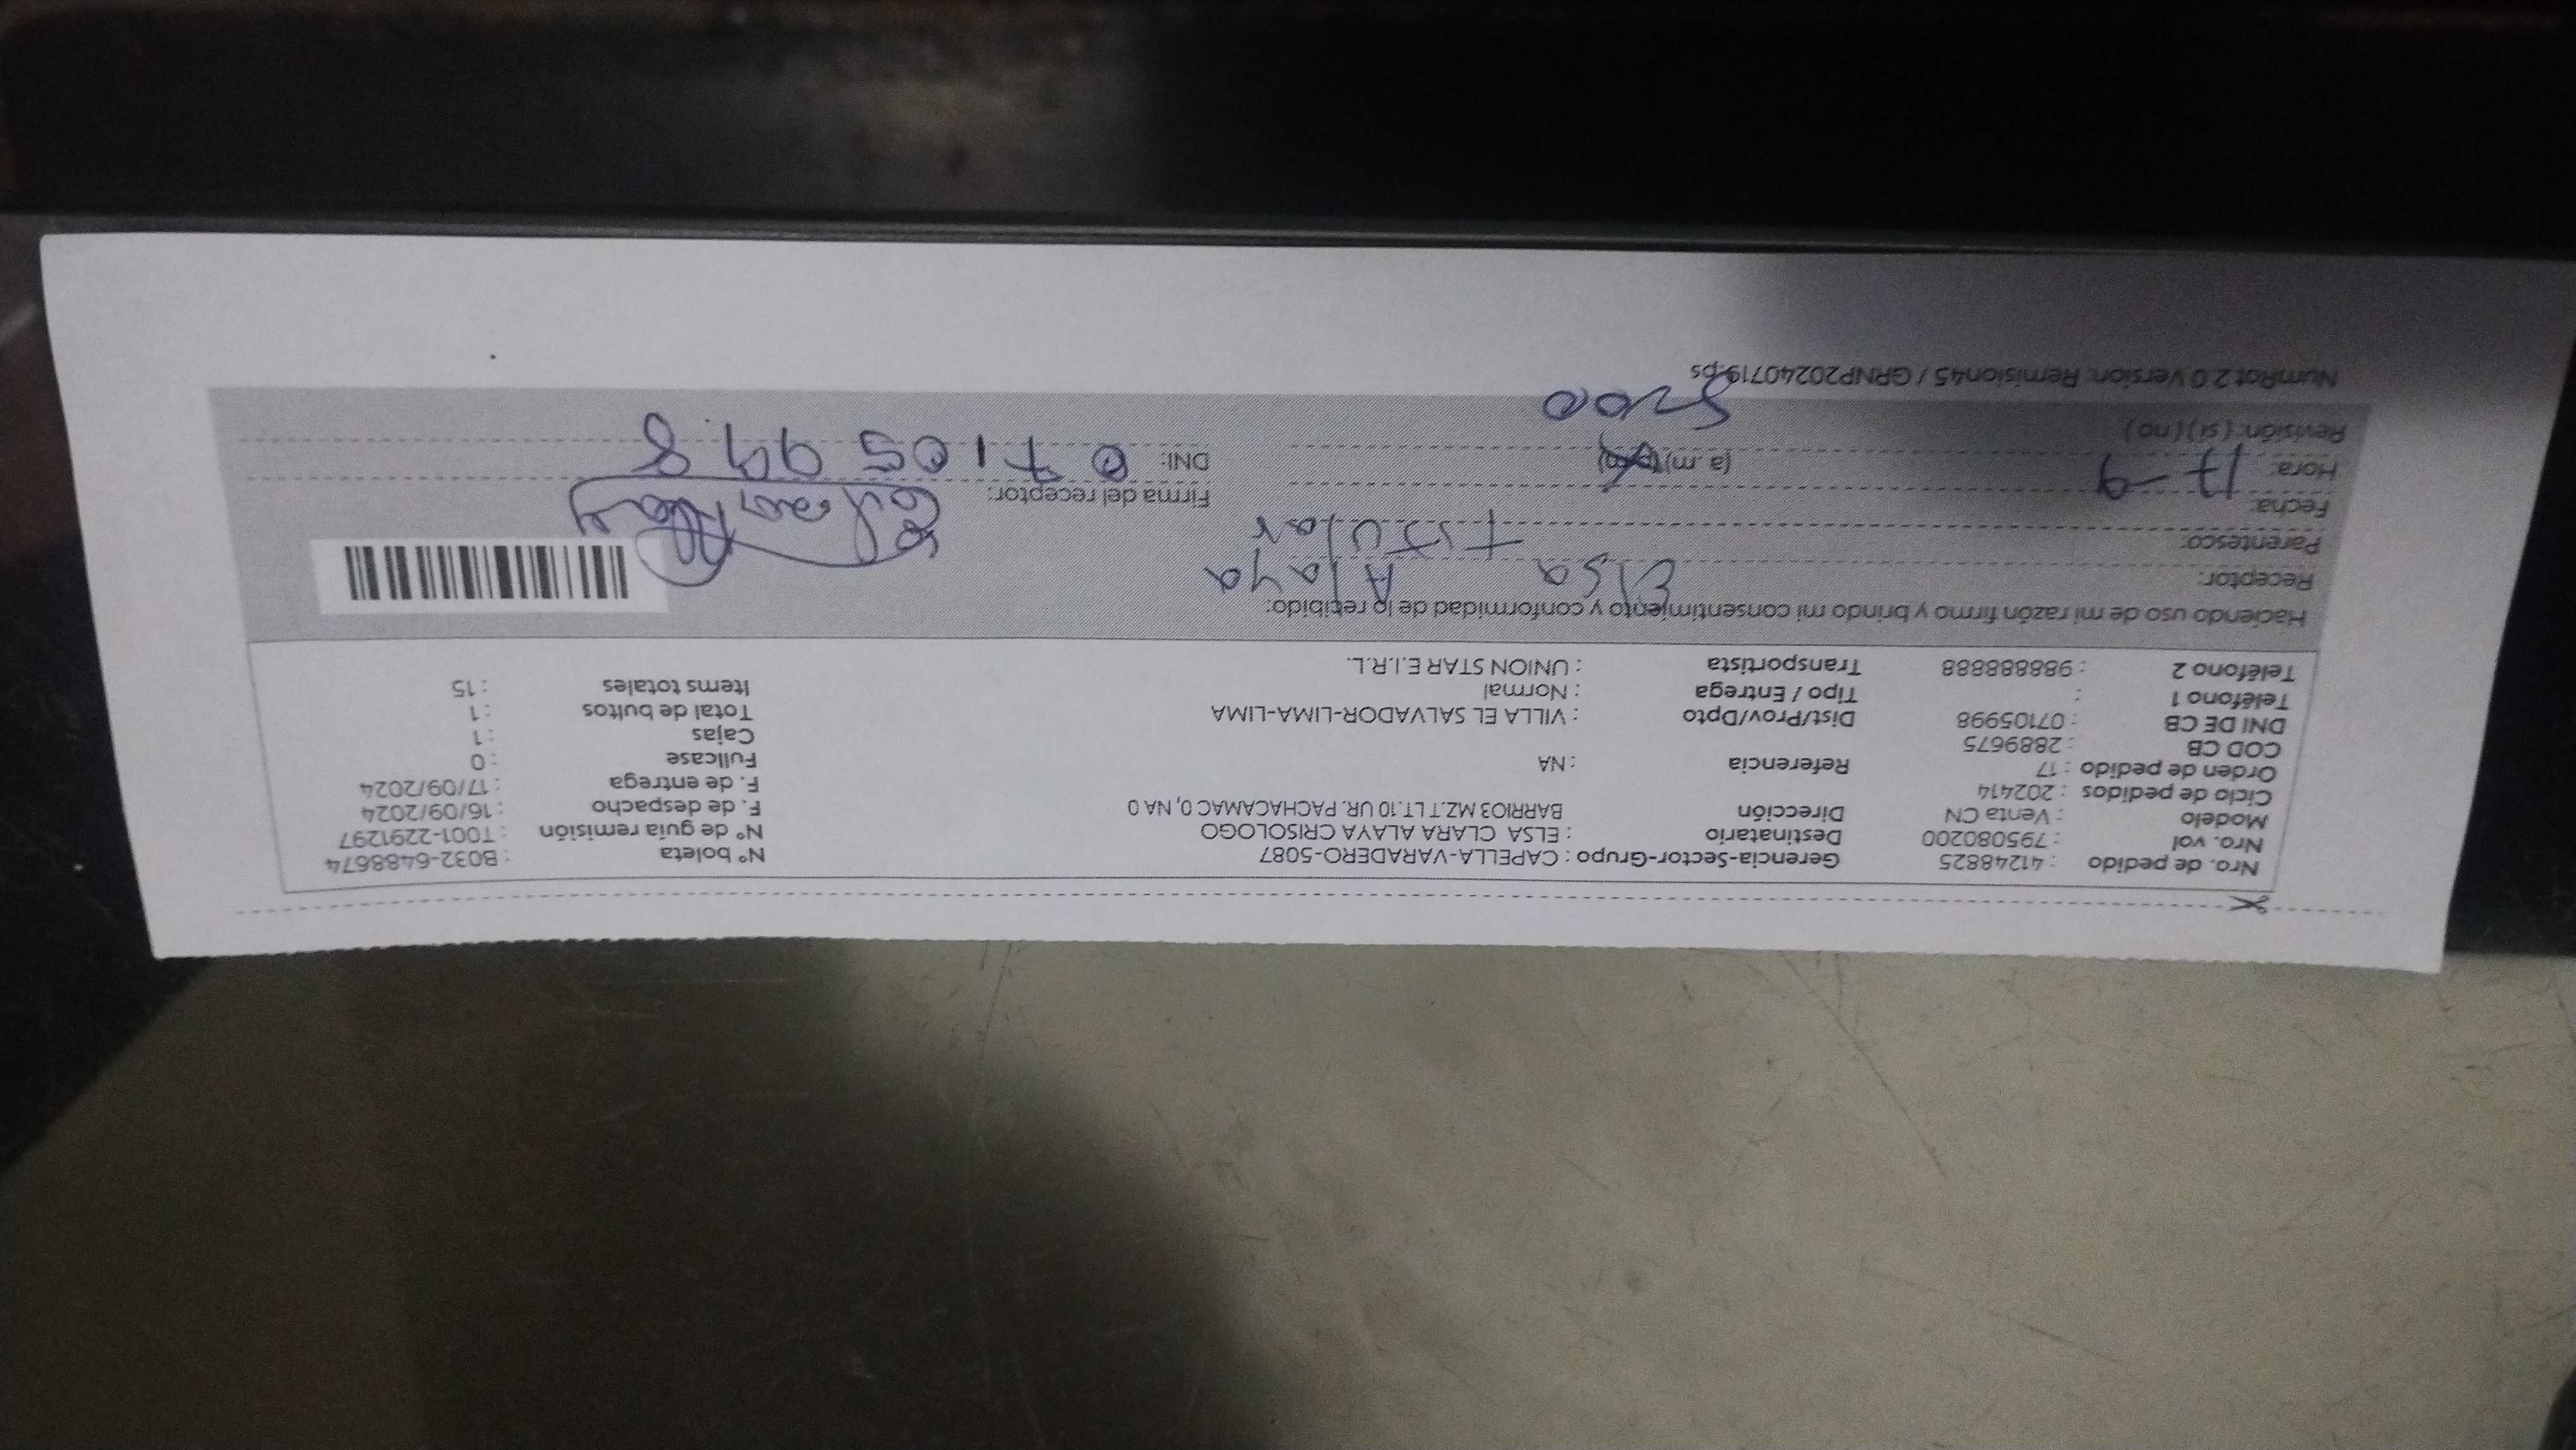 Nro. de pedido : 41248825 Gerencia-Sector-Grupo : CAPELLA-VARADERO-5087 N° boleta : B032-6488674
Nro. vol : 795080200 Destinatario : ELSA CLARA ALAYA CRISOLOGO N° de guia remisión : T001-2291297
Modelo : Venta CN Dirección BARRIO3 MZ.T LT.10 UR. PACHACAMAC 0, NA 0 F. de despacho : 16/09/2024
Ciclo de pedidos : 202414 F. de entrega : 17/09/2024
Orden de pedido : 17 Referencia : NA Fullcase : 0
COD CB : 2889675 Cajas : 1
DNI DE CB : 07105998 Dist/Prov/Dpto : VILLA EL SALVADOR-LIMA-LIMA Total de bultos : 1
Teléfono 1 : Tipo / Entrega : Normal Items totales : 15
Teléfono 2 : 988888888 Transportista : UNION STAR E.I.R.L.
Haciendo uso de mi razón firmo y brindo mi consentimiento y conformidad de lo recibido:
Receptor: Elsa Alaya
Parentesco: titular
Fecha: 17-9 Firma del receptor:
Hora: (a.m) (p.m) DNI: 07105998
Revisión: ( si ) ( no )
NumRot 2.0 Version: Remision45 / GRNP20240719.ps